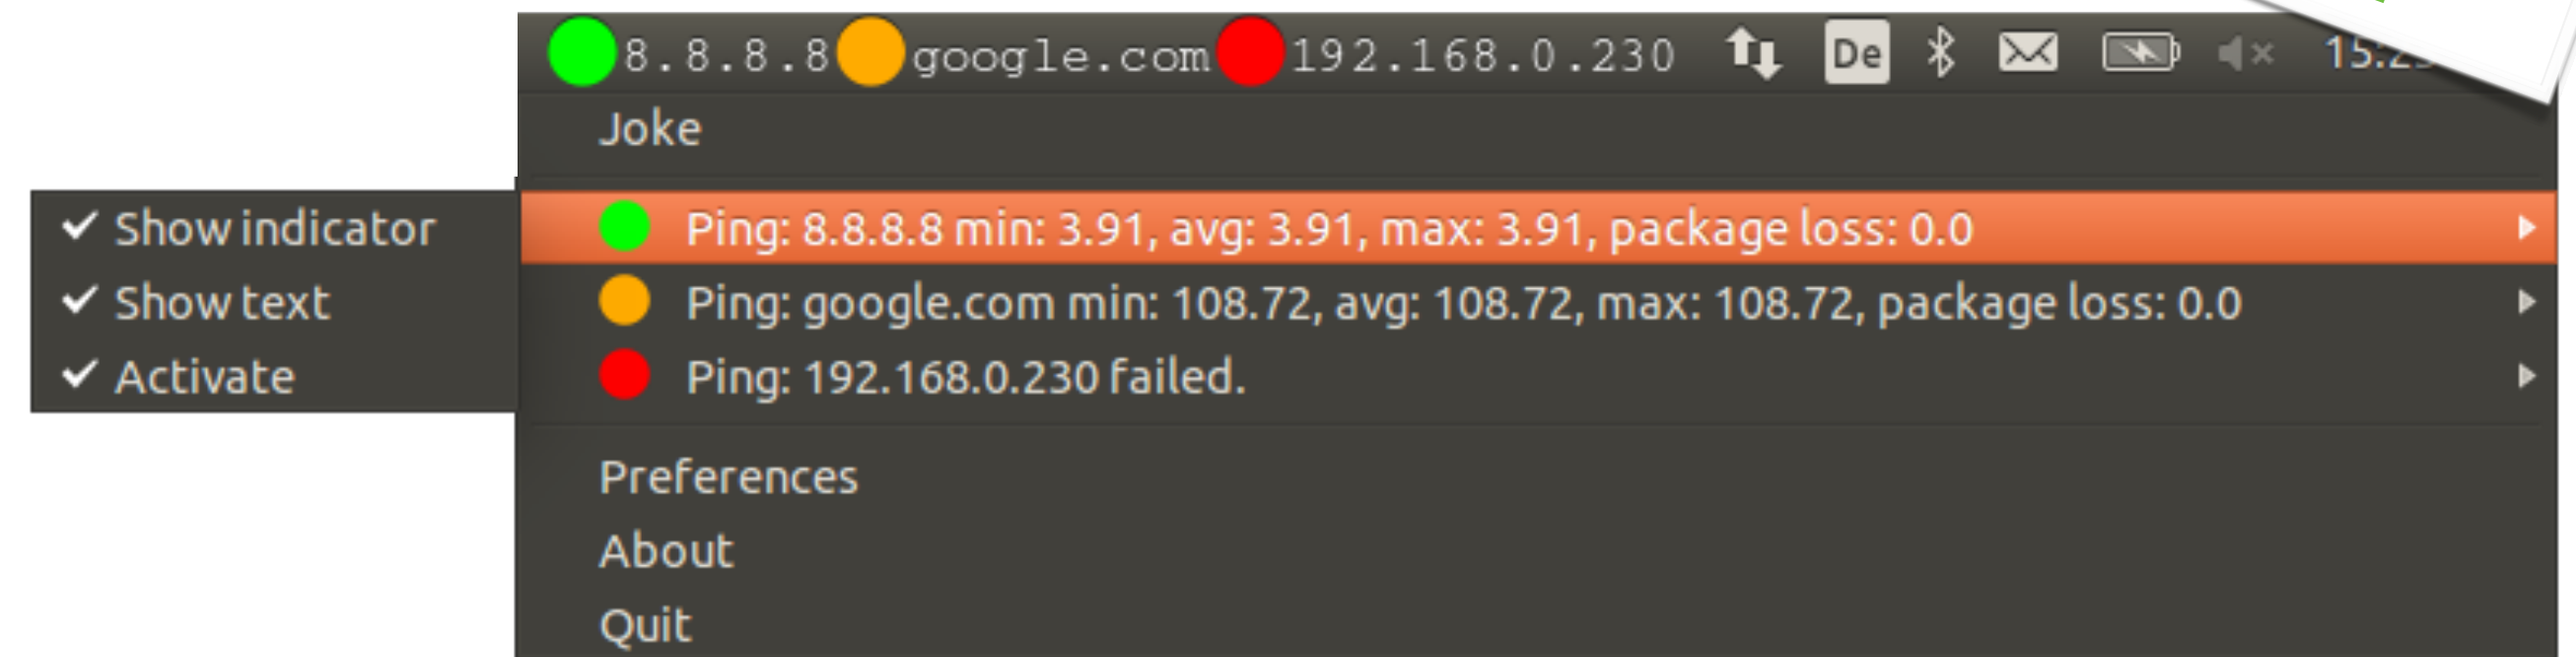 8.8.8.8 google.com 192.168.0.230 De
Joke
Show indicator
Ping: 8.8.8.8 min: 3.91, avg: 3.91, max: 3.91, package loss: 0.0
Show text
Ping: google.com min: 108.72, avg: 108.72, max: 108.72, package loss: 0.0
Activate
Ping: 192.168.0.230 failed.
Preferences
About
Quit